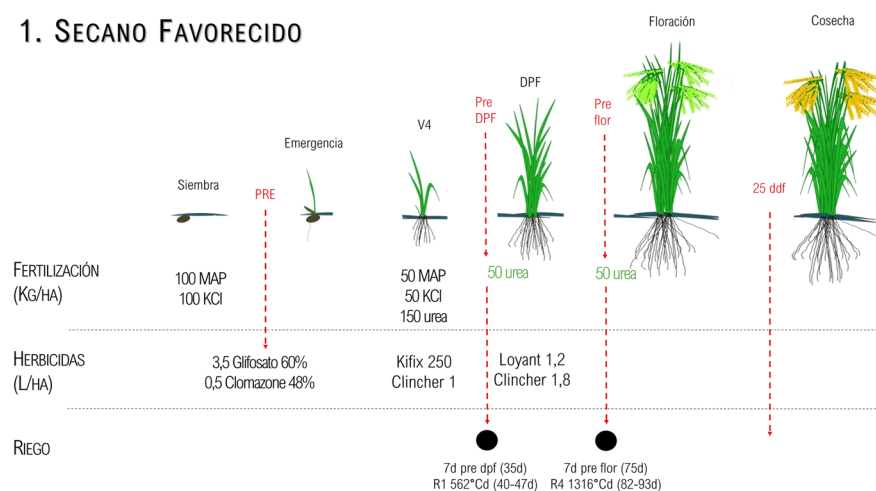 1. SECANO FAVORECIDO
Siembra
PRE
Emergencia
V4
Pre
DPF
DPF
Pre
flor
Floración
25 ddf
Cosecha
FERTILIZACIÓN
(KG/HA)
100 MAP
100 KCl
50 MAP
50 KCl
150 urea
50 urea
50 urea
HERBICIDAS
(L/HA)
3,5 Glifosato 60%
0,5 Clomazone 48%
Kifix 250
Clincher 1
Loyant 1,2
Clincher 1,8
RIEGO
7d pre dpf (35d)
R1 562°Cd (40-47d)
7d pre flor (75d)
R4 1316°Cd (82-93d)